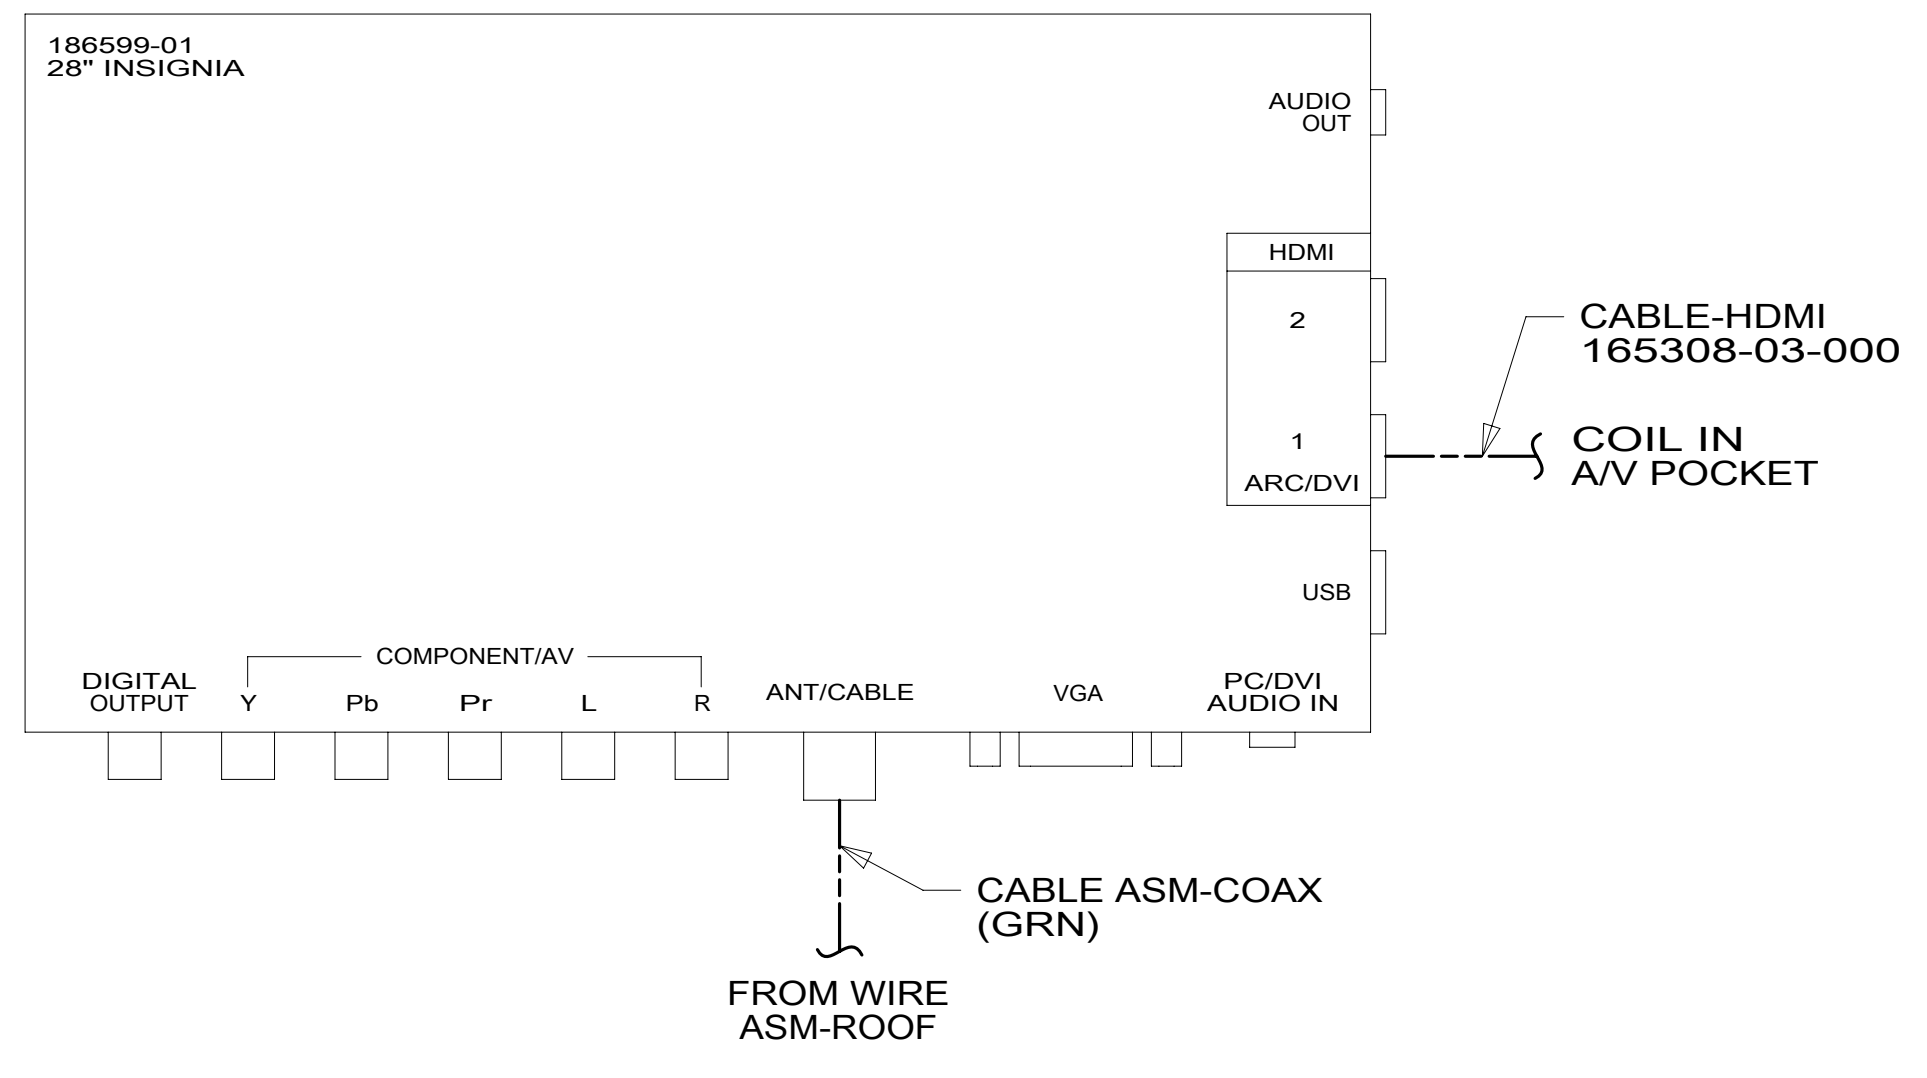 186599-01
28" INSIGNIA
AUDIO
OUT
HDMI
2
1
ARC/DVI
CABLE-HDMI
165308-03-000
COIL IN
A/V POCKET
USB
COMPONENT/AV
DIGITAL
OUTPUT
Y
Pb
Pr
L
R
ANT/CABLE
VGA
PC/DVI
AUDIO IN
CABLE ASM-COAX
(GRN)
FROM WIRE
ASM-ROOF